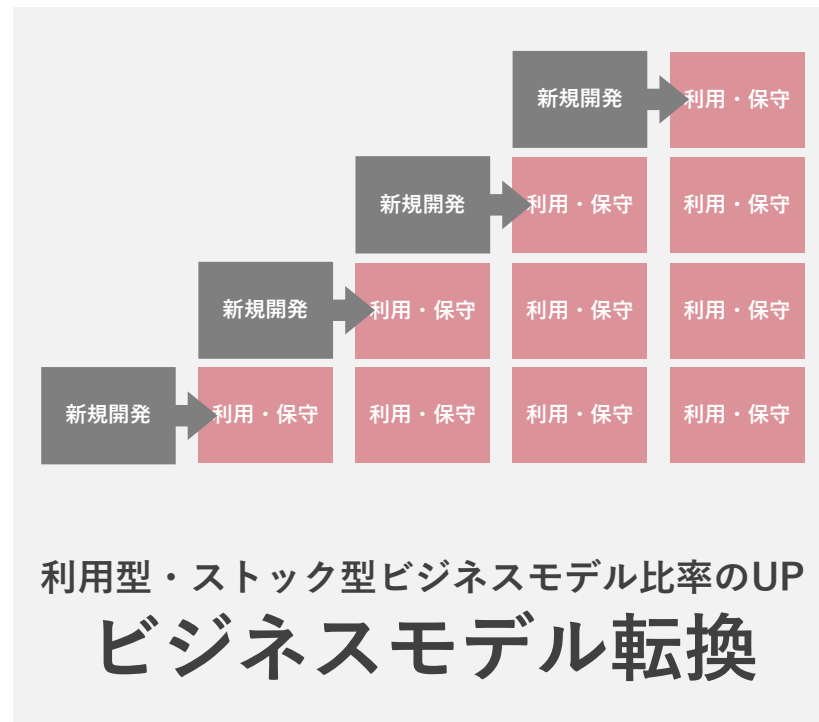 新規開発 利用・保守
新規開発 利用・保守 利用・保守
新規開発 利用・保守 利用・保守 利用・保守
新規開発 利用・保守 利用・保守 利用・保守 利用・保守
利用型・ストック型ビジネスモデル比率のUP
ビジネスモデル転換